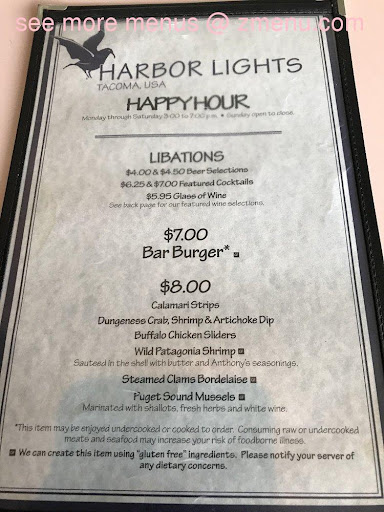 see more menus @ zmenu.com
HARBOR LIGHTS
TACOMA, USA
HAPPY HOUR
Monday through Saturday 3:00 to 7:00 p.m. • Sunday open to close.
LIBATIONS
$4.00 & $4.50 Beer Selections
$6.25 & $7.00 Featured Cocktails
$5.95 Glass of Wine
See back page for our featured wine selections.
$7.00
Bar Burger*
$8.00
Calamari Strips
Dungeness Crab, Shrimp & Artichoke Dip
Buffalo Chicken Sliders
Wild Patagonia Shrimp
Sauteed in the shell with butter and Anthony's seasonings.
Steamed Clams Bordelaise
Puget Sound Mussels
Marinated with shallots, fresh herbs and white wine.
*This item may be enjoyed undercooked or cooked to order. Consuming raw or undercooked
meats and seafood may increase your risk of foodborne illness.
We can create this item using "gluten free" ingredients. Please notify your server of
any dietary concerns.